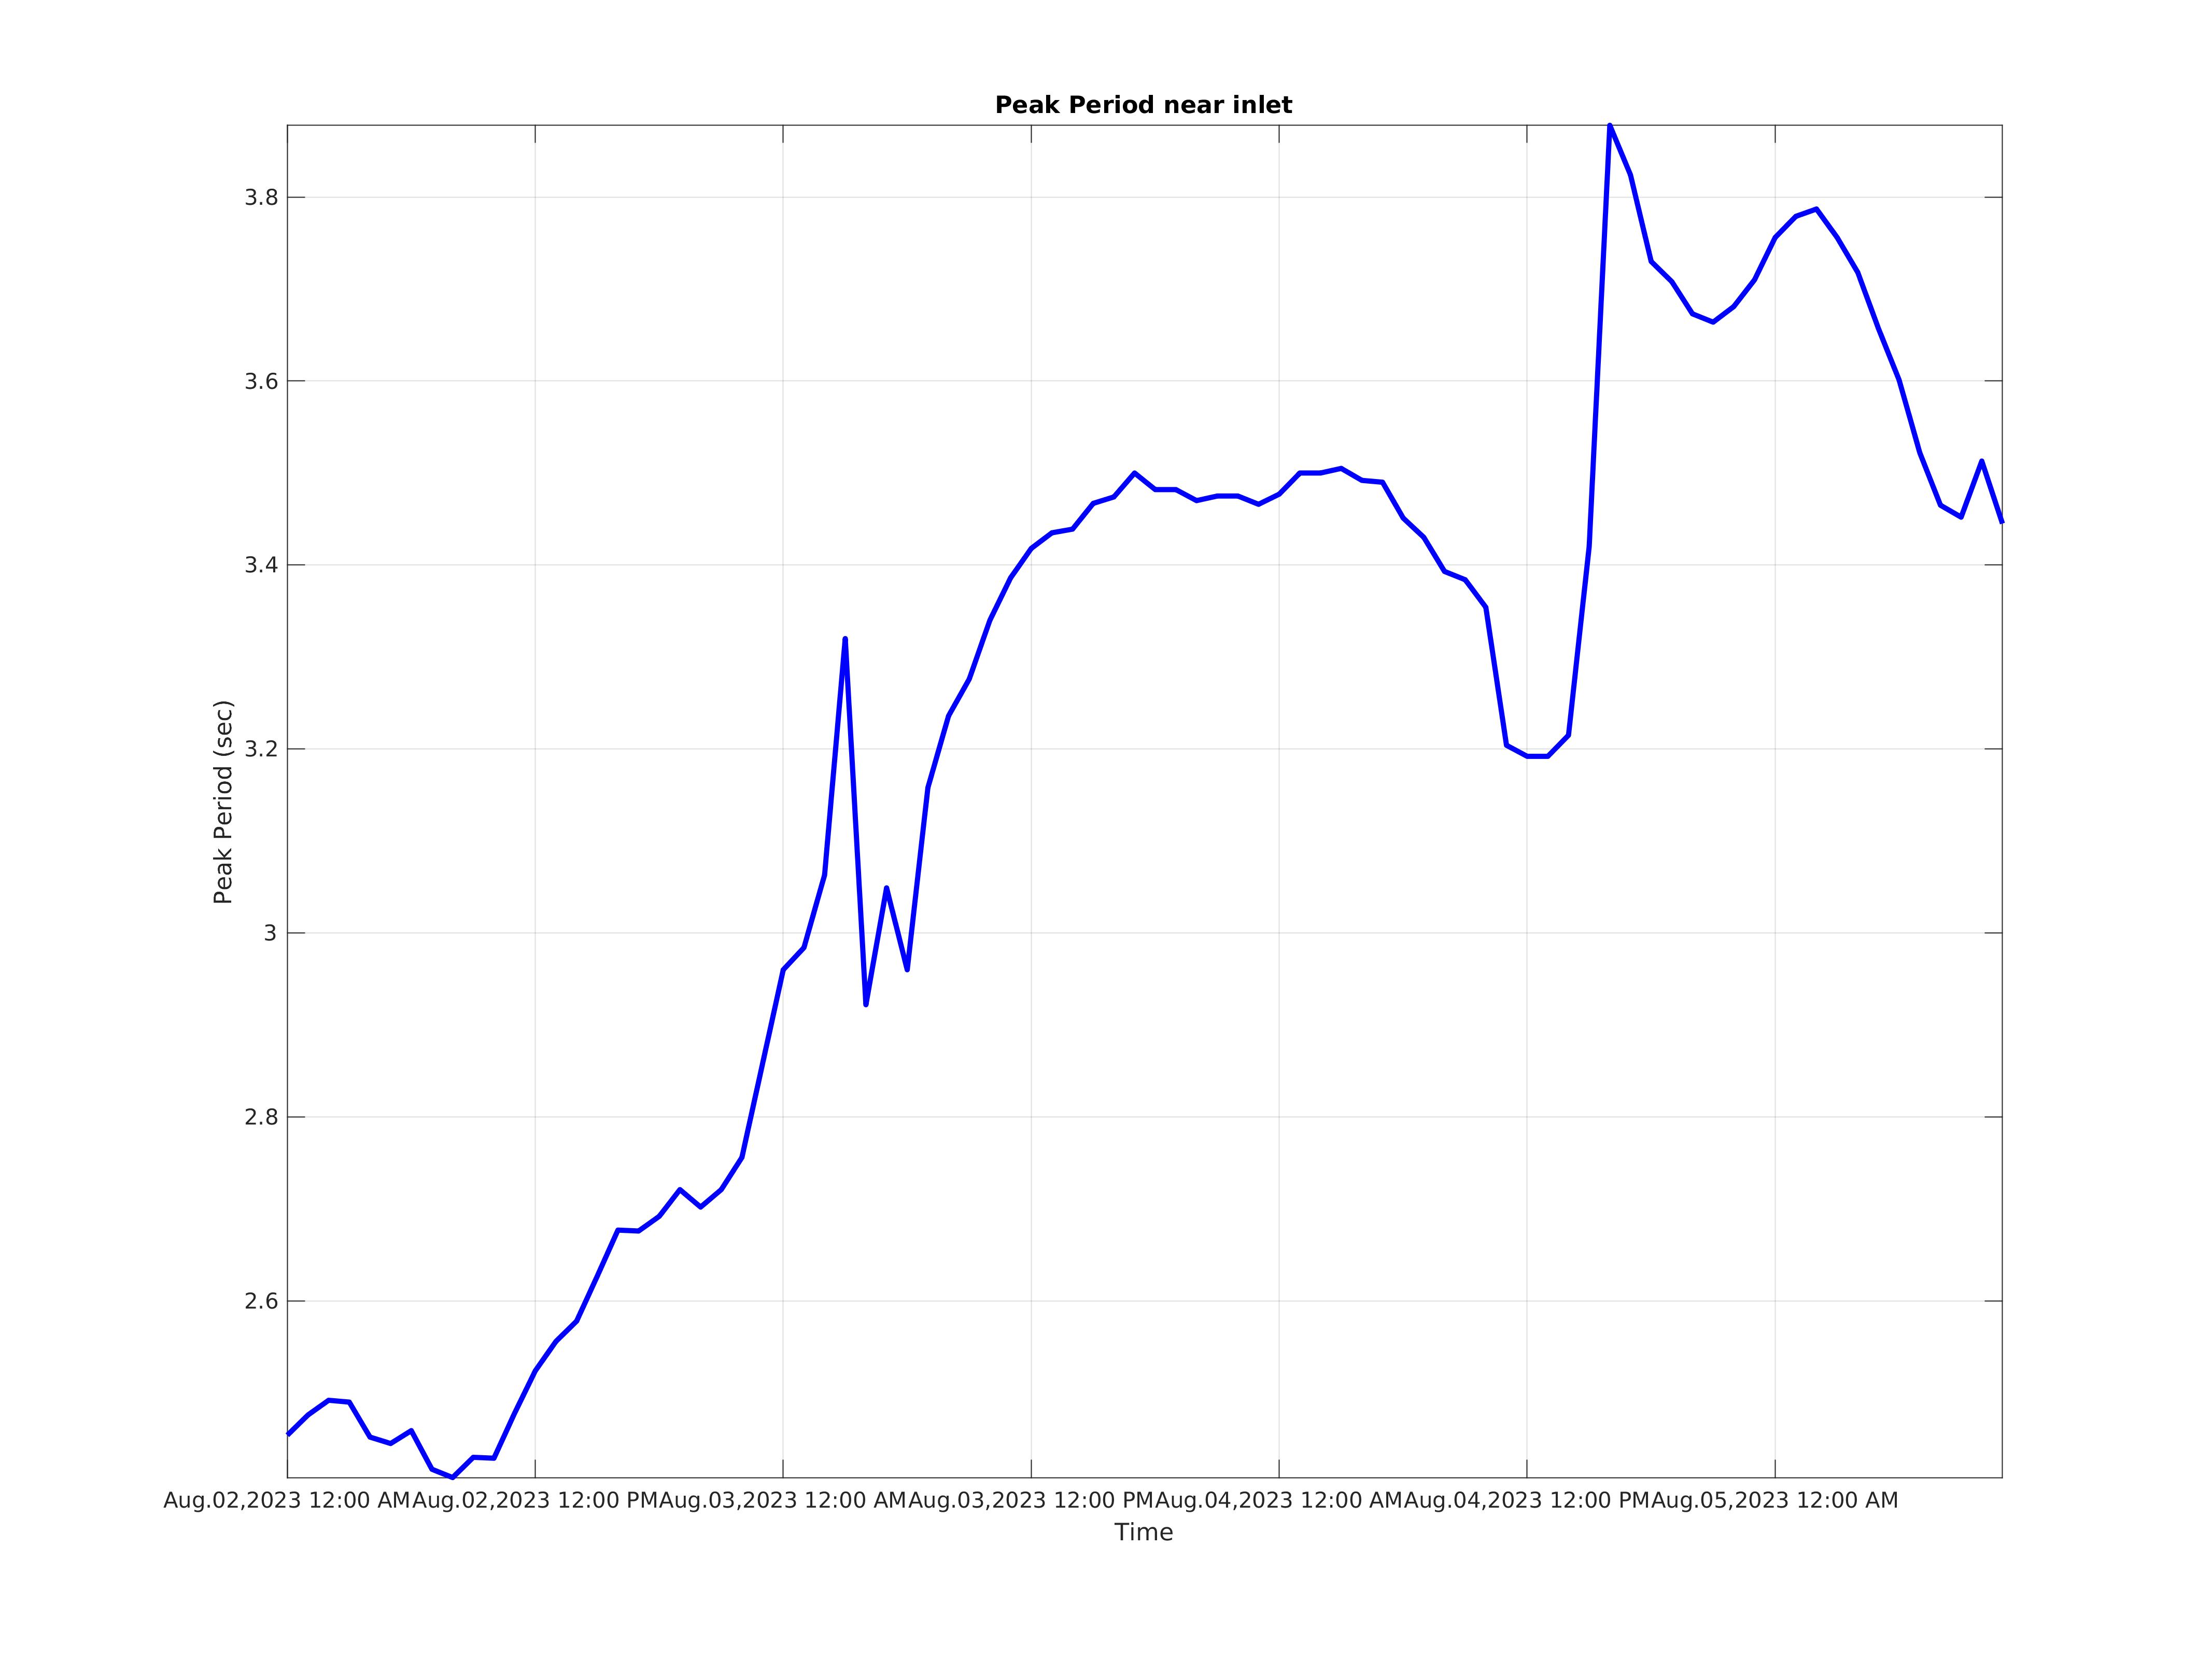 Peak Period near inlet
3.8
3.6
3.4
3.2
3
2.8
2.6
Peak Period (sec)
Aug.02,2023 12:00 AM Aug.02,2023 12:00 PM Aug.03,2023 12:00 AM Aug.03,2023 12:00 PM Aug.04,2023 12:00 AM Aug.04,2023 12:00 PM Aug.05,2023 12:00 AM
Time